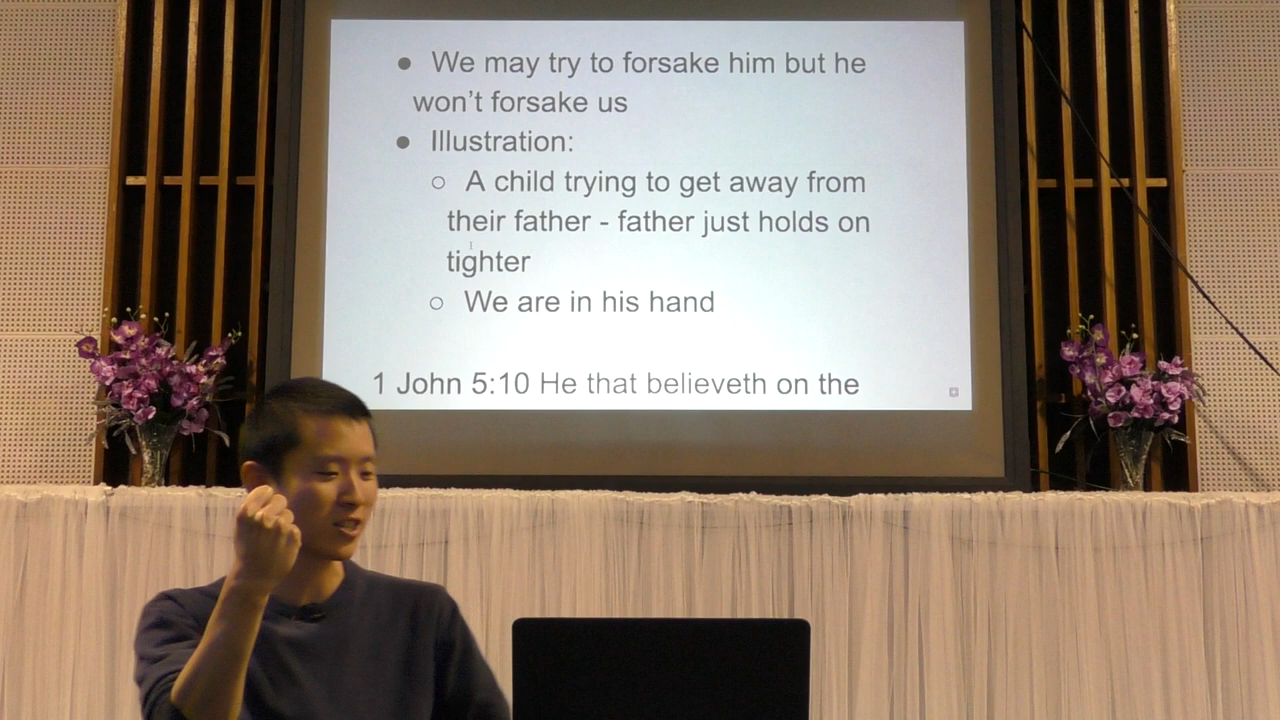 ● We may try to forsake him but he
won’t forsake us
● Illustration:
○ A child trying to get away from
their father - father just holds on
tighter
○ We are in his hand
1 John 5:10 He that believeth on the